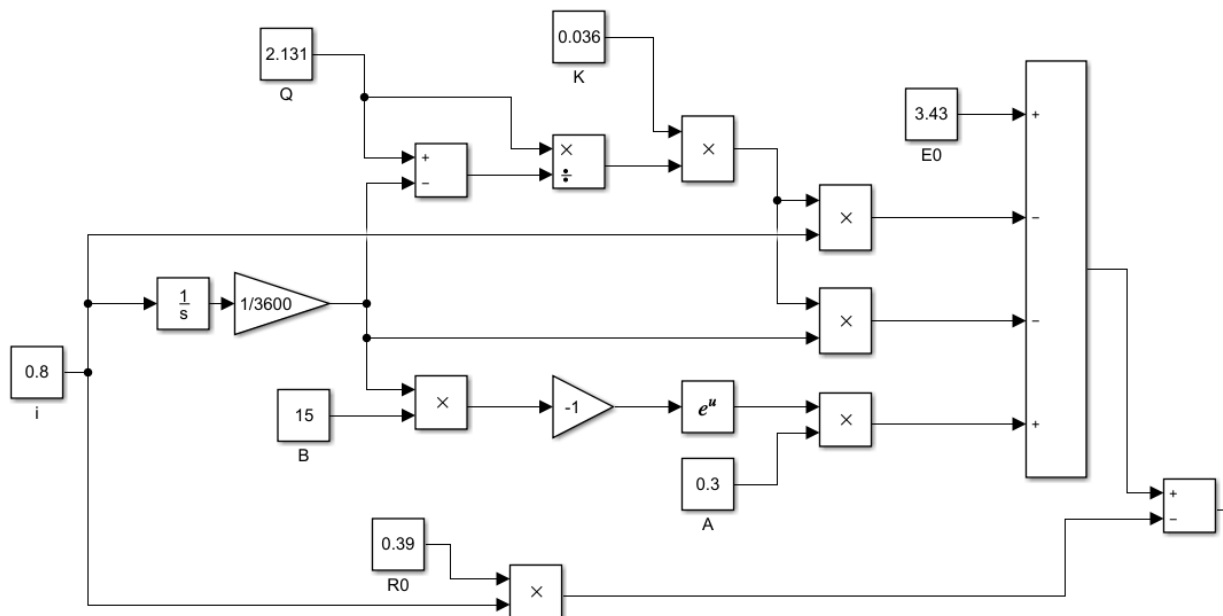 2.131
Q
0.036
K
3.43
E0
+
−
×
÷
×
+
−
−
+
×
×
1
s
1/3600
0.8
i
15
B
×
-1
eᵘ
×
0.3
A
0.39
R0
×
+
−